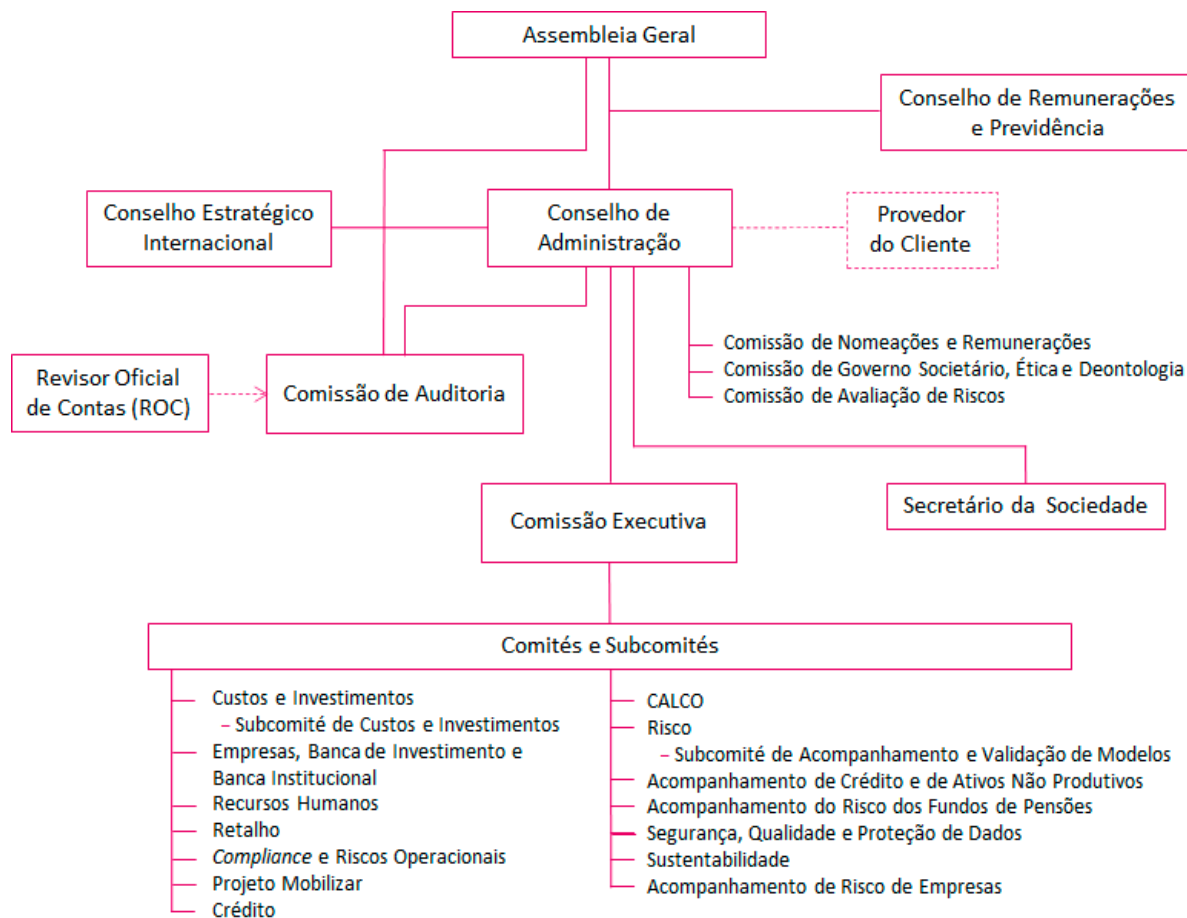 Assembleia Geral
Conselho de Remunerações
e Previdência
Conselho Estratégico
Internacional
Conselho de
Administração
Provedor
do Cliente
Comissão de Nomeações e Remunerações
Comissão de Governo Societário, Ética e Deontologia
Comissão de Avaliação de Riscos
Revisor Oficial
de Contas (ROC)
Comissão de Auditoria
Comissão Executiva
Secretário da Sociedade
Comités e Subcomités
Custos e Investimentos
– Subcomité de Custos e Investimentos
Empresas, Banca de Investimento e
Banca Institucional
Recursos Humanos
Retalho
Compliance e Riscos Operacionais
Projeto Mobilizar
Crédito
CALCO
Risco
– Subcomité de Acompanhamento e Validação de Modelos
Acompanhamento de Crédito e de Ativos Não Produtivos
Acompanhamento do Risco dos Fundos de Pensões
Segurança, Qualidade e Proteção de Dados
Sustentabilidade
Acompanhamento de Risco de Empresas